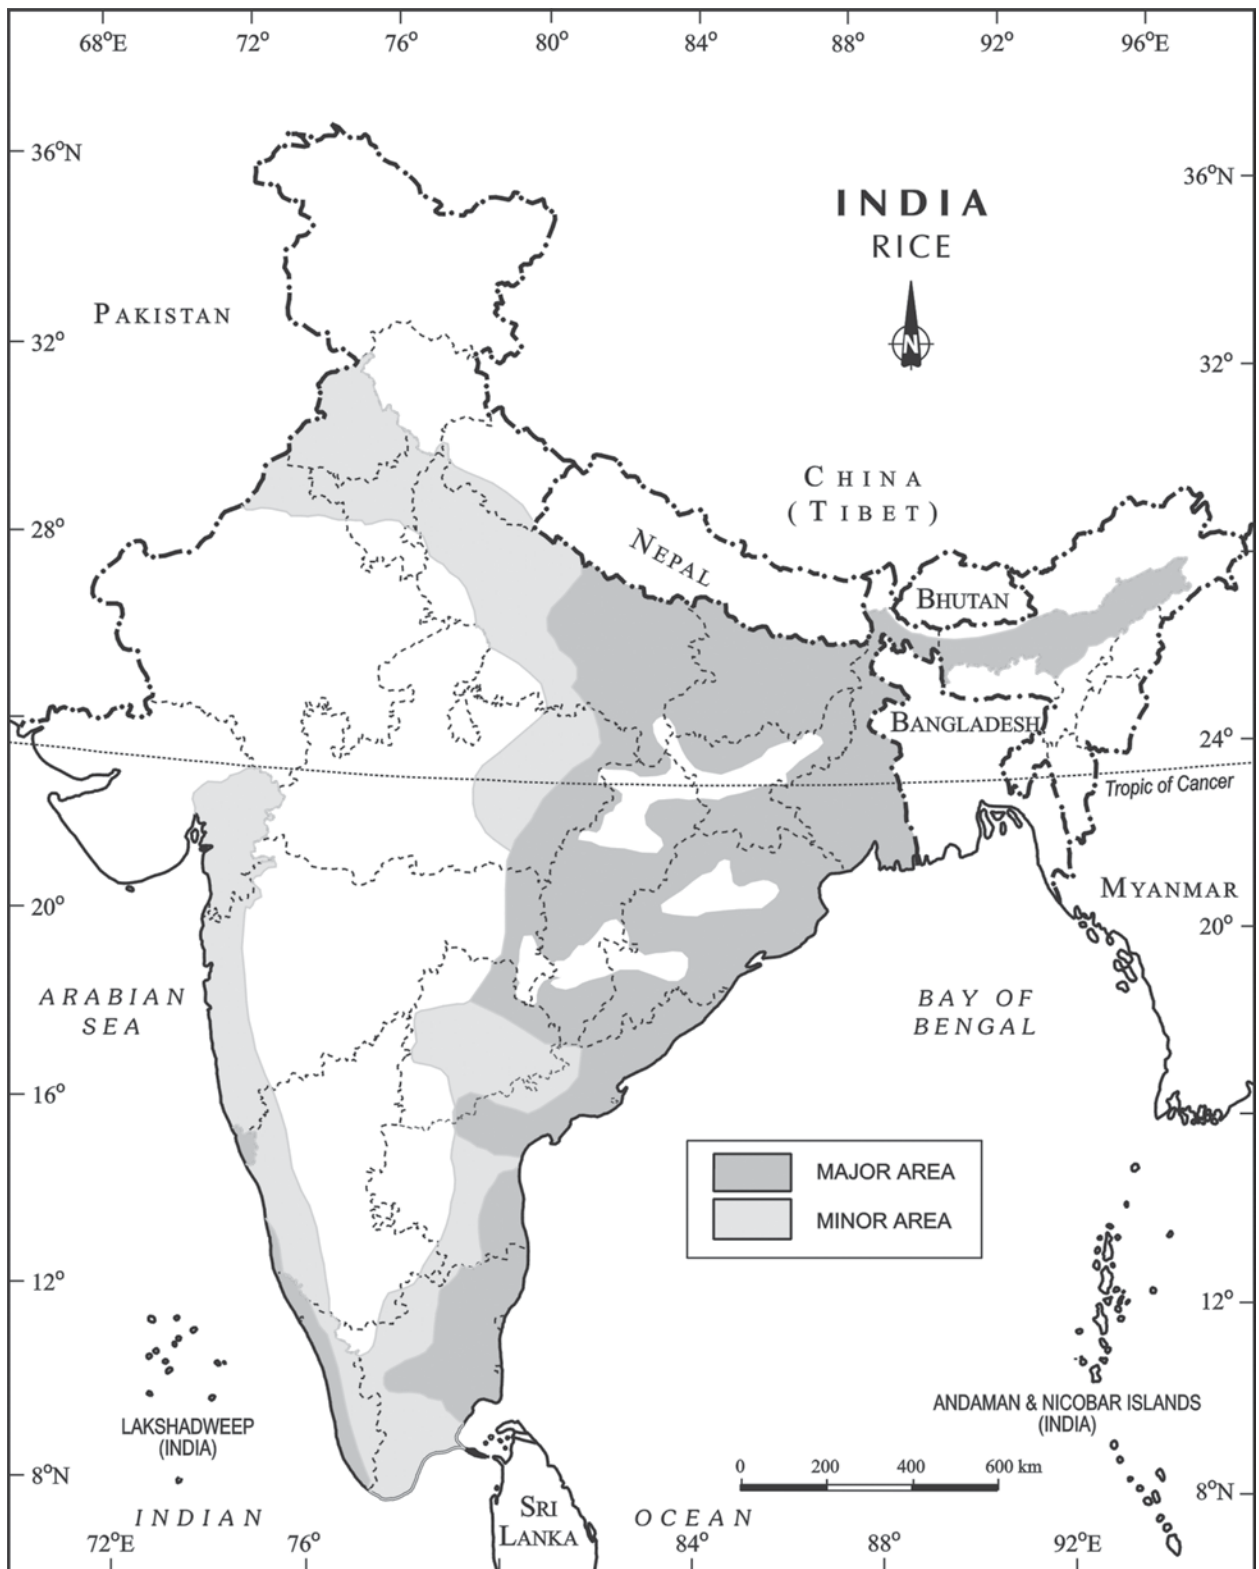 68°E 72° 76° 80° 84° 88° 92° 96°E
36°N
36°N
INDIA
RICE
N
PAKISTAN
32°
32°
CHINA
(TIBET)
28°
NEPAL
BHUTAN
BANGLADESH
24°
Tropic of Cancer
MYANMAR
20°
20°
ARABIAN
SEA
BAY OF
BENGAL
16°
MAJOR AREA
MINOR AREA
12°
12°
LAKSHADWEEP
(INDIA)
ANDAMAN & NICOBAR ISLANDS
(INDIA)
0 200 400 600 km
8°N
8°N
SRI
LANKA
INDIAN OCEAN
72°E 76° 84° 88° 92°E